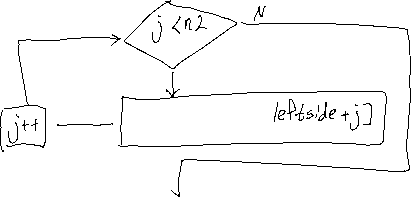 j <n2
N
leftside+j]
j++